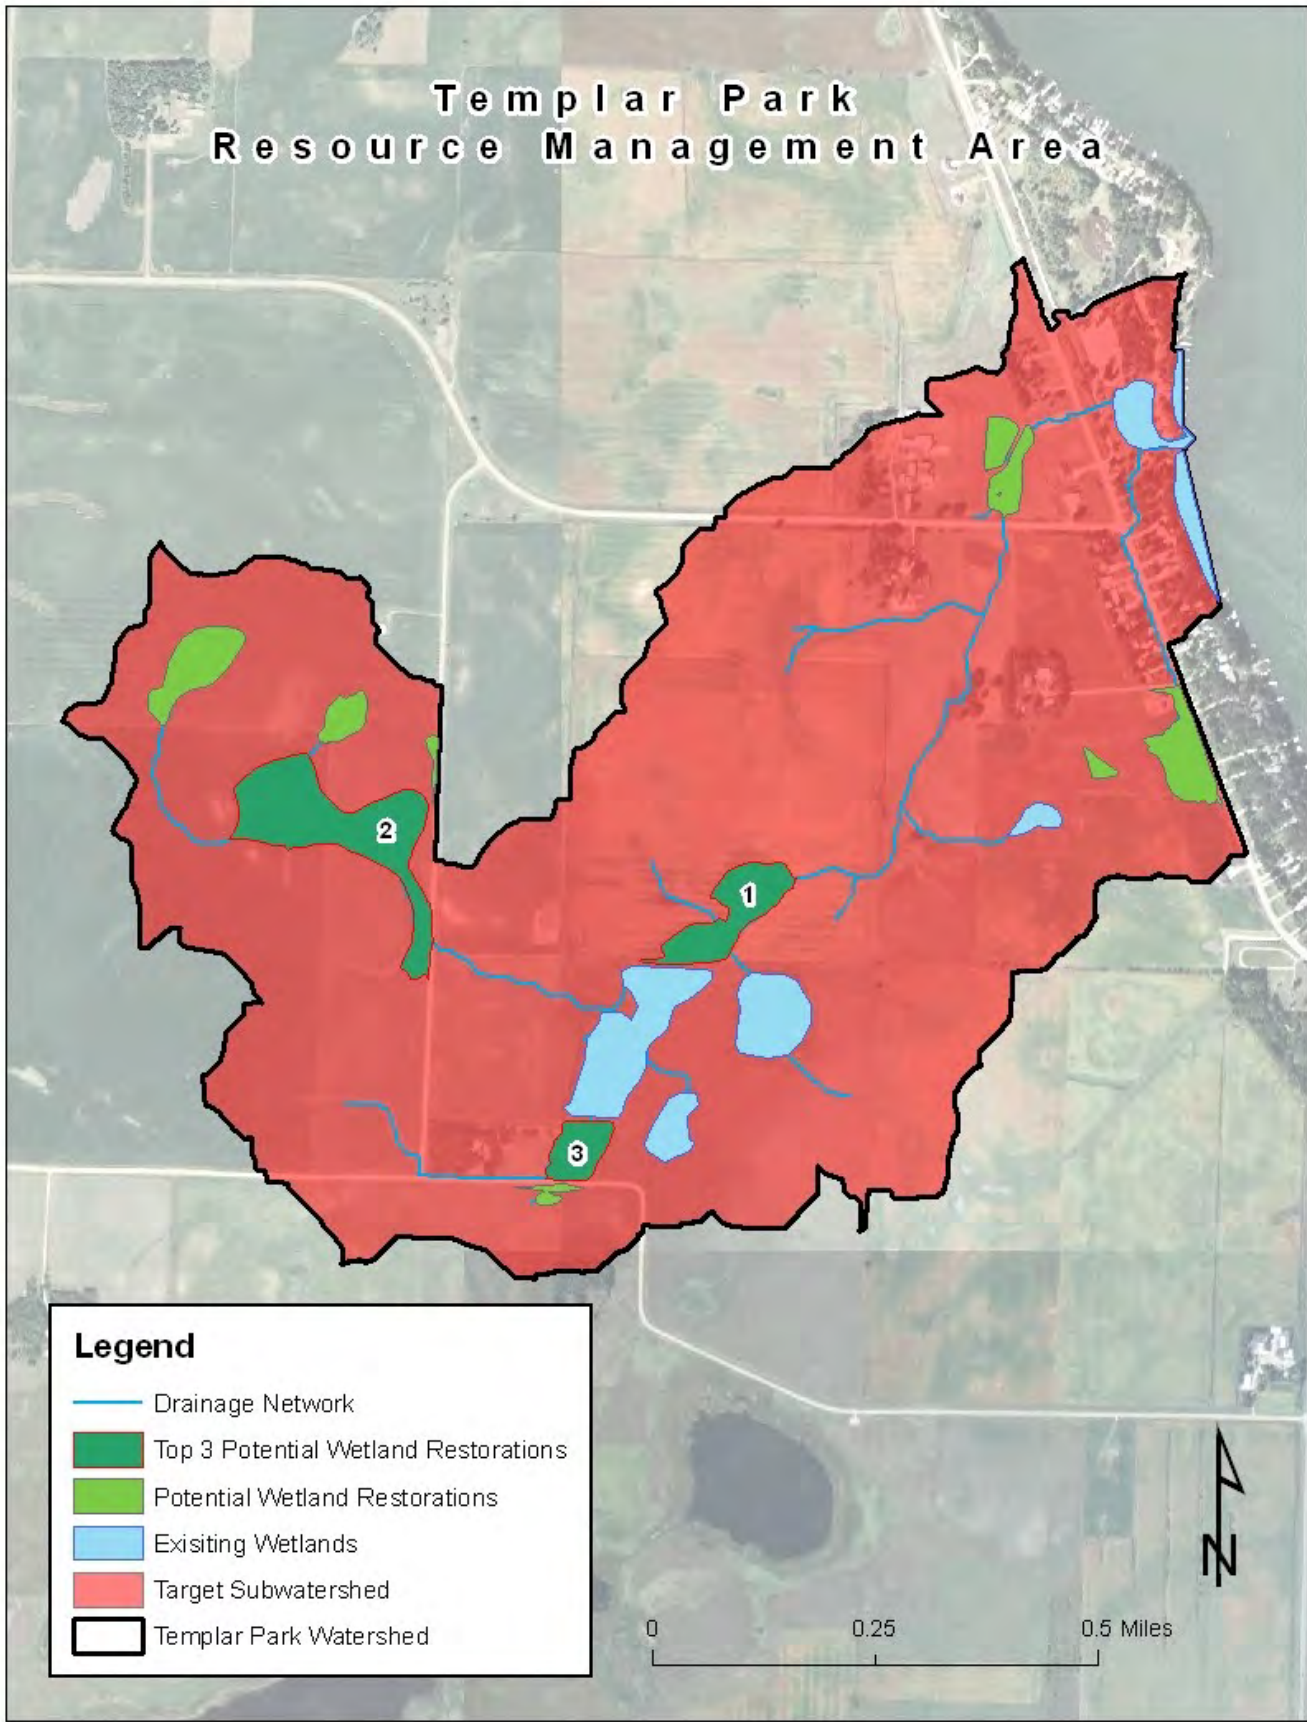 Templar Park
Resource Management Area
2
1
3
Legend
Drainage Network
Top 3 Potential Wetland Restorations
Potential Wetland Restorations
Exisiting Wetlands
Target Subwatershed
Templar Park Watershed
N
0 0.25 0.5 Miles